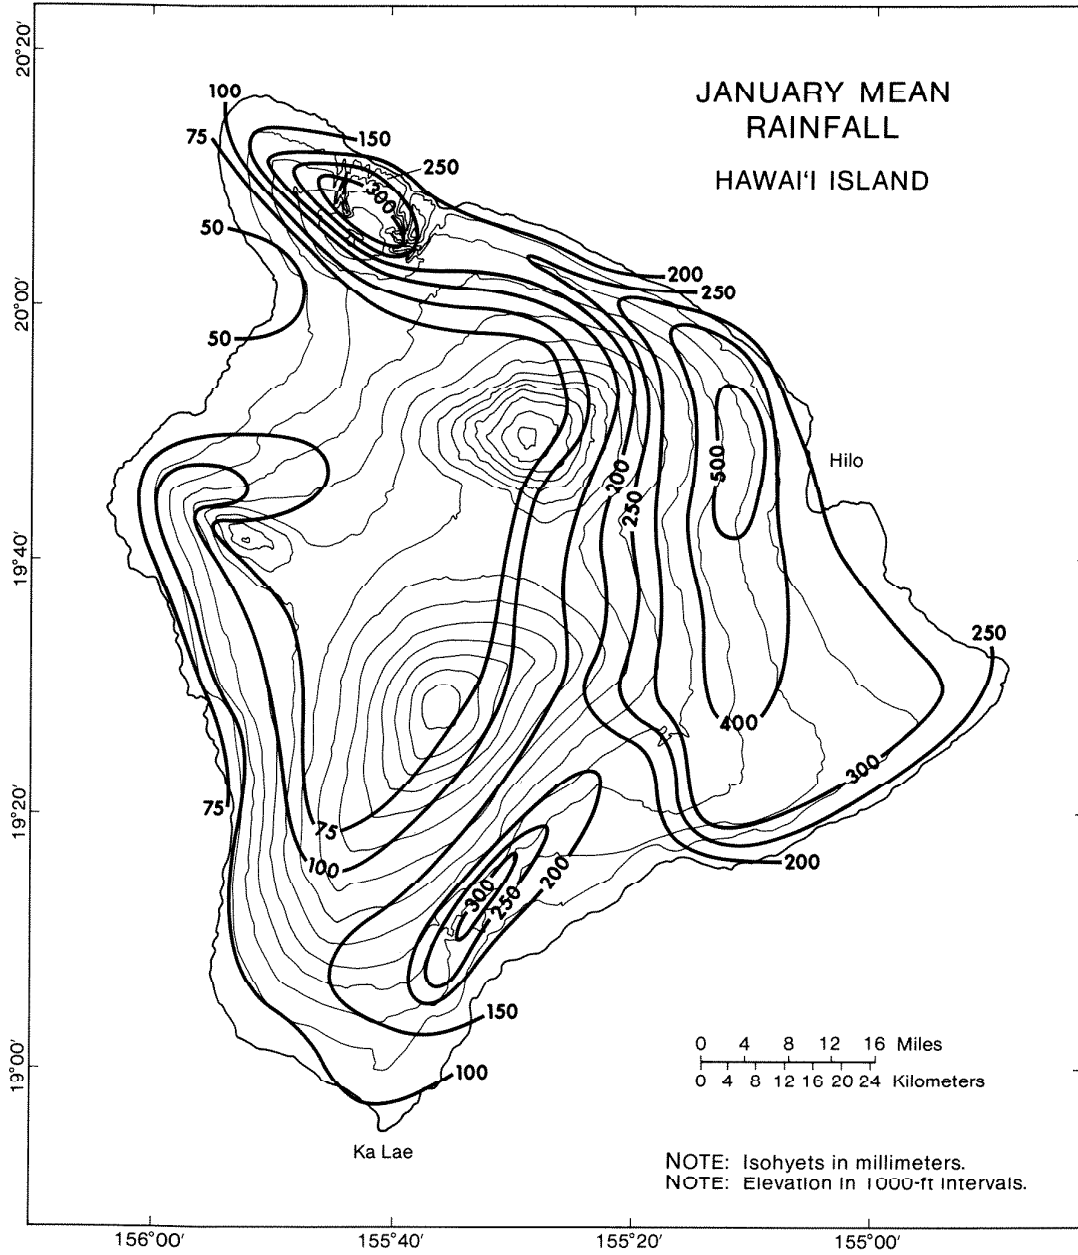 20°20'
100
JANUARY MEAN
RAINFALL
75
150
250
HAWAI‘I ISLAND
300
50
200
250
20°00'
50
Hilo
500
200
250
19°40'
250
400
300
75
75
100
200
300
250
200
19°20'
150
0 4 8 12 16 Miles
0 4 8 12 16 20 24 Kilometers
19°00'
100
Ka Lae
NOTE: Isohyets in millimeters.
NOTE: Elevation in 1000-ft intervals.
156°00' 155°40' 155°20' 155°00'